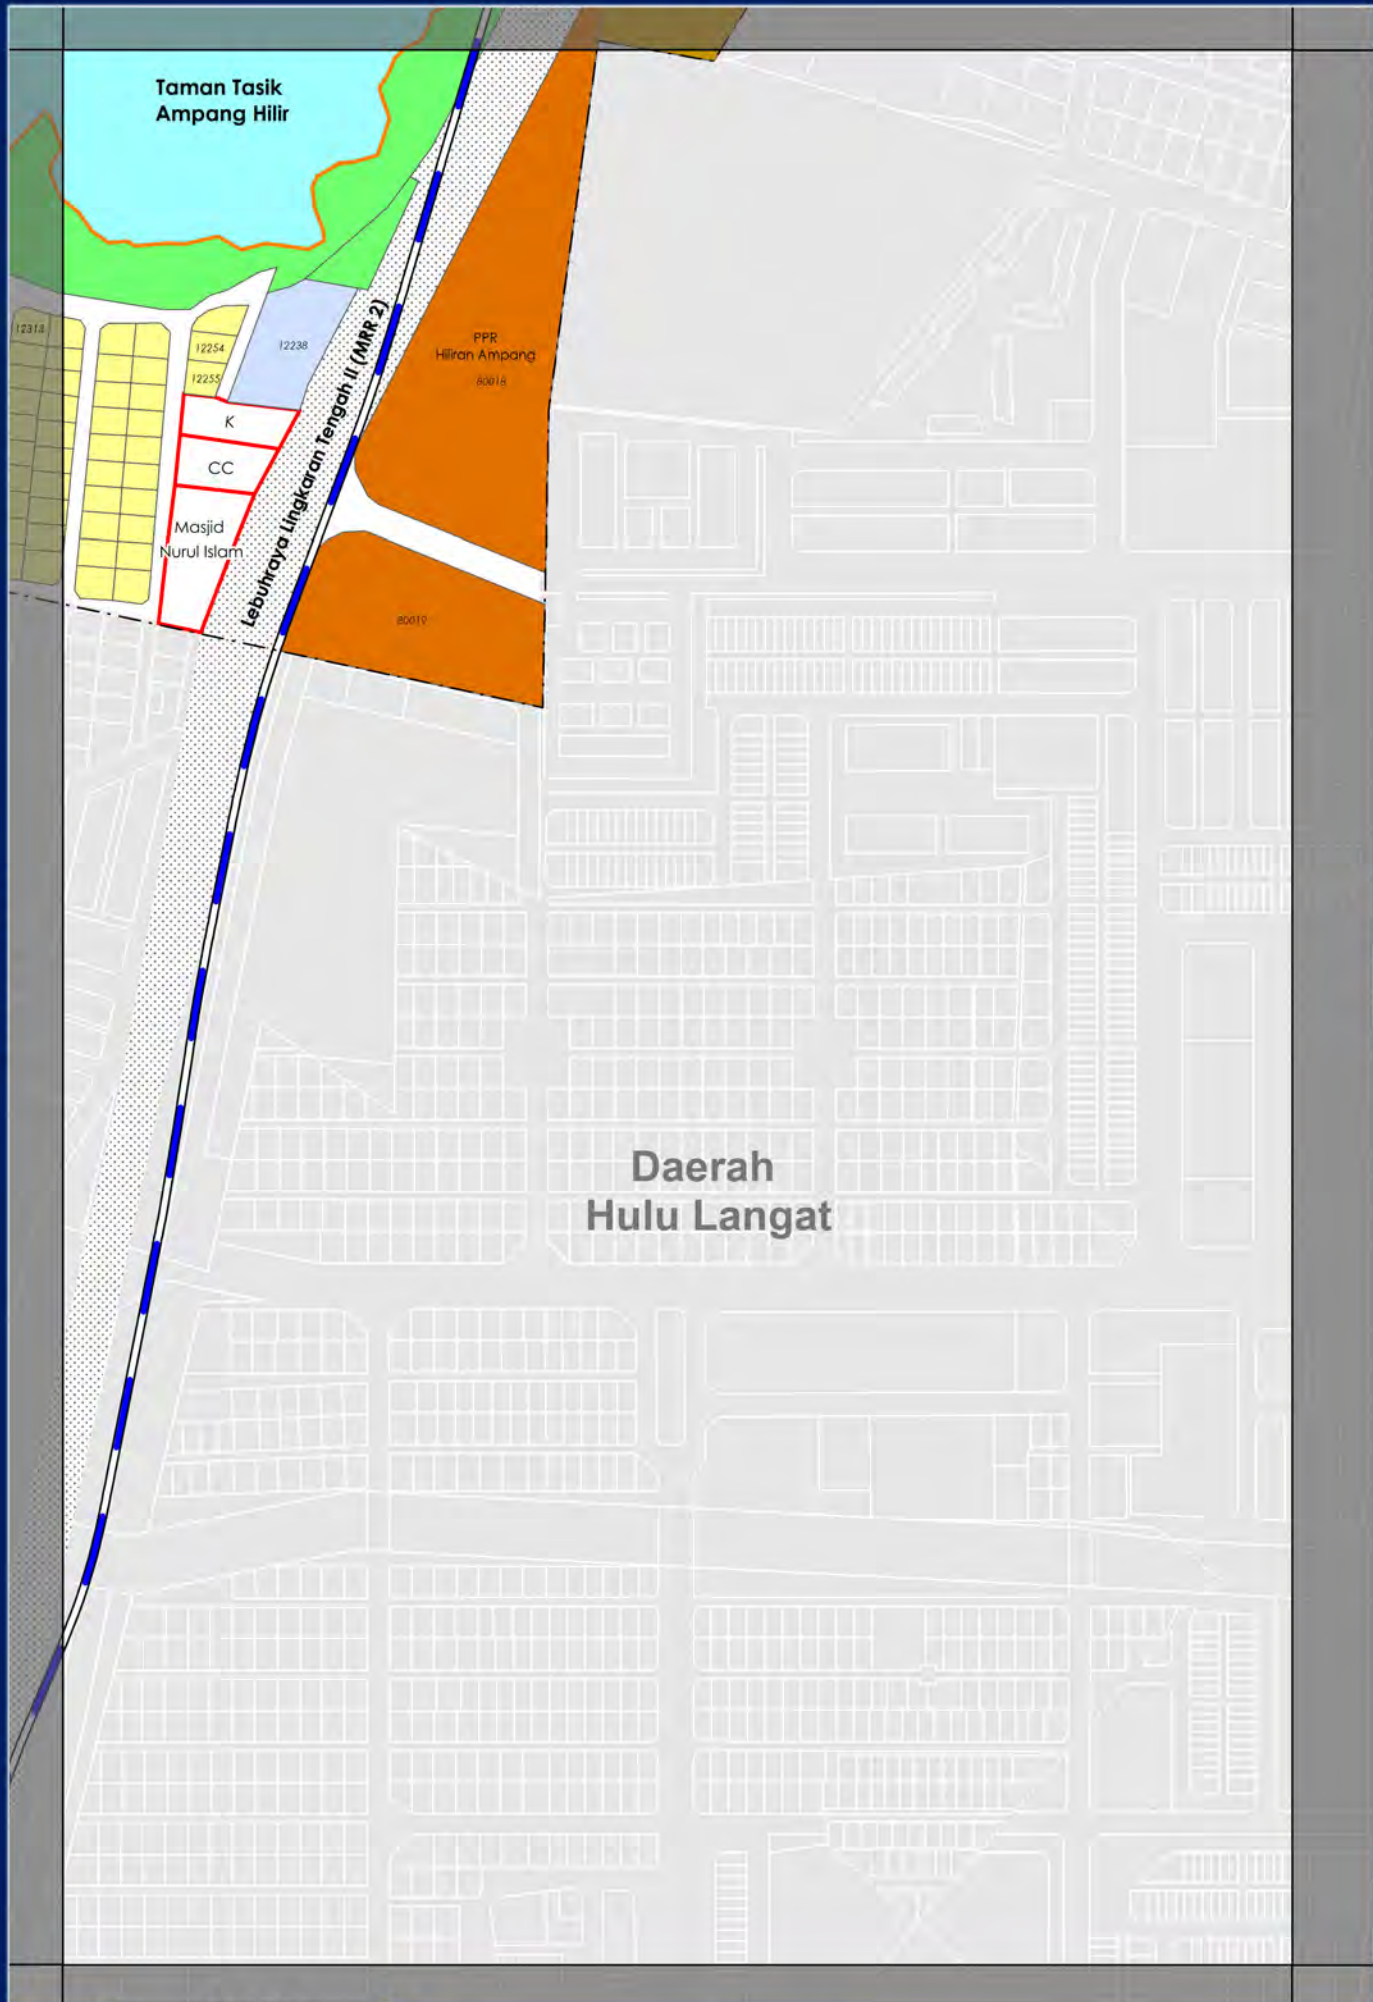 Taman Tasik
Ampang Hilir
12313
12254
12238
12255
K
CC
Masjid
Nurul Islam
Lebuhraya Lingkaran Tengah II (MRR 2)
PPR
Hiliran Ampang
80018
80019
Daerah
Hulu Langat